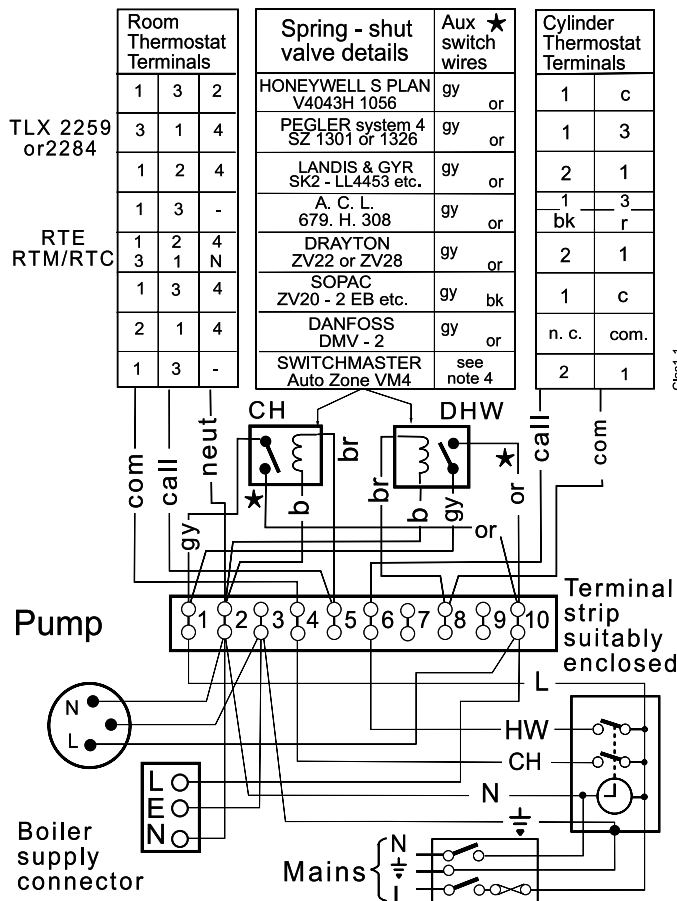 Room
Thermostat
Terminals
Spring - shut
valve details
Aux ★
switch
wires
Cylinder
Thermostat
Terminals
1 3 2
HONEYWELL S PLAN
V4043H 1056
gy or
1 c
TLX 2259
or2284
3 1 4
PEGLER system 4
SZ 1301 or 1326
gy or
1 3
1 2 4
LANDIS & GYR
SK2 - LL4453 etc.
gy or
2 1
1 3 -
A. C. L.
679. H. 308
gy or
1 3
bk r
RTE
RTM/RTC
1 2 4
3 1 N
DRAYTON
ZV22 or ZV28
gy or
2 1
1 3 4
SOPAC
ZV20 - 2 EB etc.
gy bk
1 c
2 1 4
DANFOSS
DMV - 2
gy or
n. c. com.
1 3 -
SWITCHMASTER
Auto Zone VM4
see
note 4
2 1
CH
DHW
com
call
neut
gy
★
b
br
br
b
gy
★
or
or
call
com
1 2 3 4 5 6 7 8 9 10
Terminal
strip
suitably
enclosed
Pump
N
L
L
HW
CH
N
L
E
N
Boiler
supply
connector
Mains
N
L